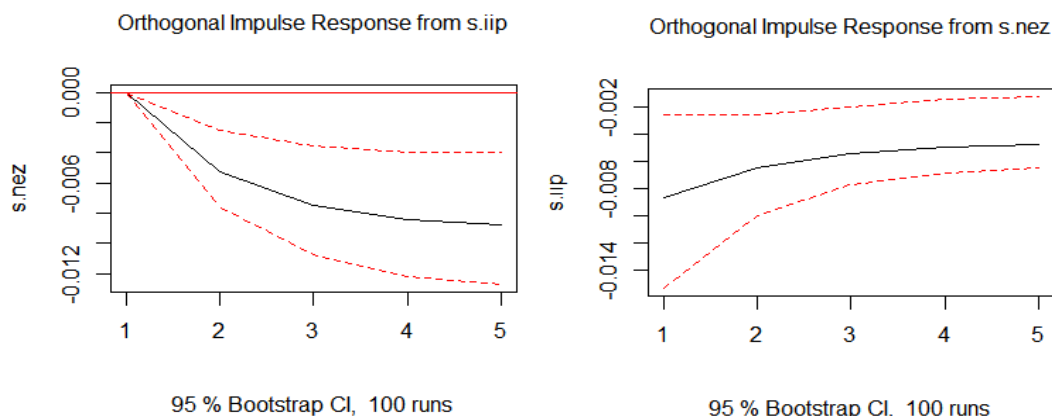 Orthogonal Impulse Response from s.iip
0.000
-0.006
-0.012
s.nez
1 2 3 4 5
95 % Bootstrap CI, 100 runs
Orthogonal Impulse Response from s.nez
-0.002
-0.008
-0.014
s.iip
1 2 3 4 5
95 % Bootstrap CI, 100 runs